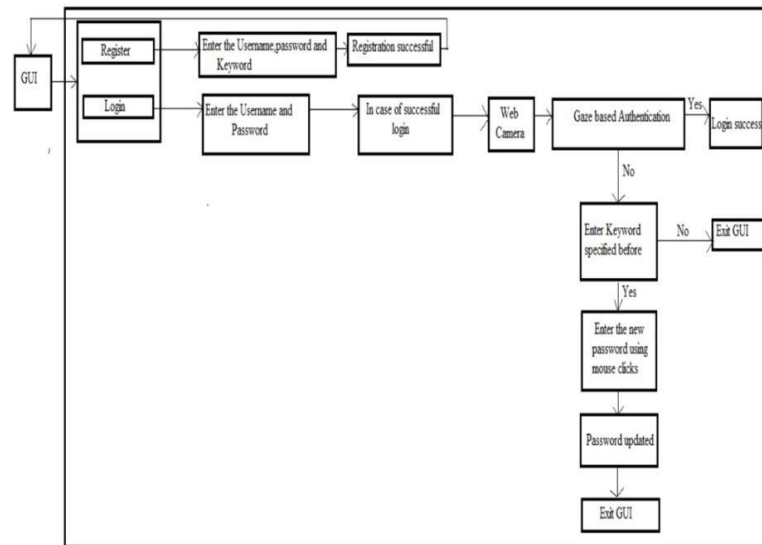 GUI
Register
Enter the Username,password and
Keyword
Registration successful
Login
Enter the Username and
Password
In case of successful
login
Web
Camera
Gaze based Authentication
Yes
Login success
No
Enter Keyword
specified before
No
Exit GUI
Yes
Enter the new
password using
mouse clicks
Password updated
Exit GUI